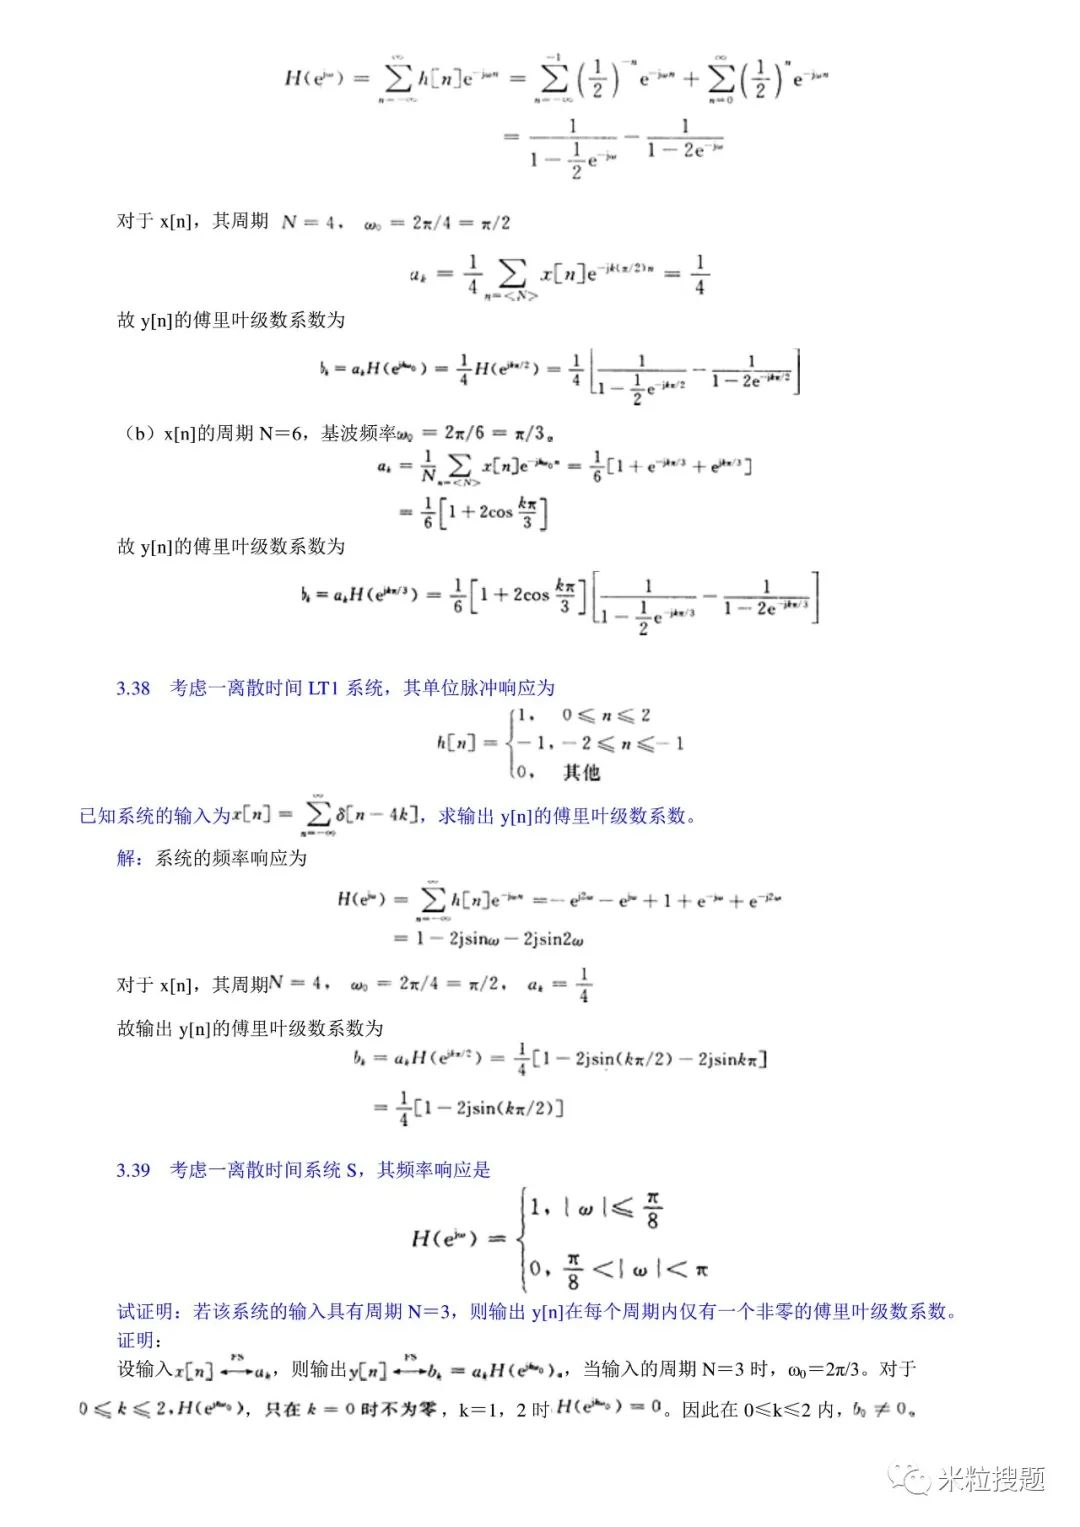 H(e^{jω}) = ∑_{n=-∞}^{∞} h[n]e^{-jωn} = ∑_{n=-∞}^{-1} (1/2)^{-n} e^{-jωn} + ∑_{n=0}^{∞} (1/2)^n e^{-jωn}
= 1/(1 - (1/2)e^{-jω}) - 1/(1 - 2e^{-jω})
对于 x[n]，其周期 N = 4， ω₀ = 2π/4 = π/2
a_k = (1/4) ∑_{n=<N>} x[n]e^{-jk(π/2)n} = 1/4
故 y[n]的傅里叶级数系数为
b_k = a_k H(e^{jkω₀}) = (1/4)H(e^{jkπ/2}) = (1/4)[1/(1 - (1/2)e^{-jkπ/2}) - 1/(1 - 2e^{-jkπ/2})]
（b）x[n]的周期 N＝6，基波频率ω₀ = 2π/6 = π/3。
a_k = (1/N) ∑_{n=<N>} x[n]e^{-jkω₀n} = (1/6)[1 + e^{-jkπ/3} + e^{jkπ/3}]
= (1/6)[1 + 2cos (kπ/3)]
故 y[n]的傅里叶级数系数为
b_k = a_k H(e^{jkπ/3}) = (1/6)[1 + 2cos (kπ/3)][1/(1 - (1/2)e^{-jkπ/3}) - 1/(1 - 2e^{-jkπ/3})]
3.38 考虑一离散时间 LT1 系统，其单位脉冲响应为
h[n] = { 1， 0 ⩽ n ⩽ 2
- 1， - 2 ⩽ n ⩽ - 1
0， 其他
已知系统的输入为x[n] = ∑_{n=-∞}^{∞} δ[n - 4k]，求输出 y[n]的傅里叶级数系数。
解：系统的频率响应为
H(e^{jω}) = ∑_{n=-∞}^{∞} h[n]e^{-jωn} = - e^{j2ω} - e^{jω} + 1 + e^{-jω} + e^{-j2ω}
= 1 - 2jsinω - 2jsin2ω
对于 x[n]，其周期N = 4， ω₀ = 2π/4 = π/2， a_k = 1/4
故输出 y[n]的傅里叶级数系数为
b_k = a_k H(e^{jkπ/2}) = (1/4)[1 - 2jsin(kπ/2) - 2jsinkπ]
= (1/4)[1 - 2jsin(kπ/2)]
3.39 考虑一离散时间系统 S，其频率响应是
H(e^{jω}) = { 1，| ω |⩽ π/8
0，π/8 <| ω |< π
试证明：若该系统的输入具有周期 N＝3，则输出 y[n]在每个周期内仅有一个非零的傅里叶级数系数。
证明：
设输入x[n] ⟷^{FS} a_k，则输出y[n] ⟷^{FS} b_k = a_k H(e^{jkω₀})。，当输入的周期 N＝3 时，ω₀＝2π/3。对于
0 ⩽ k ⩽ 2，H(e^{jkω₀})，只在 k = 0 时不为零，k＝1，2 时 H(e^{jkω₀}) = 0。因此在 0≤k≤2 内，b₀ ≠ 0。
米粒搜题